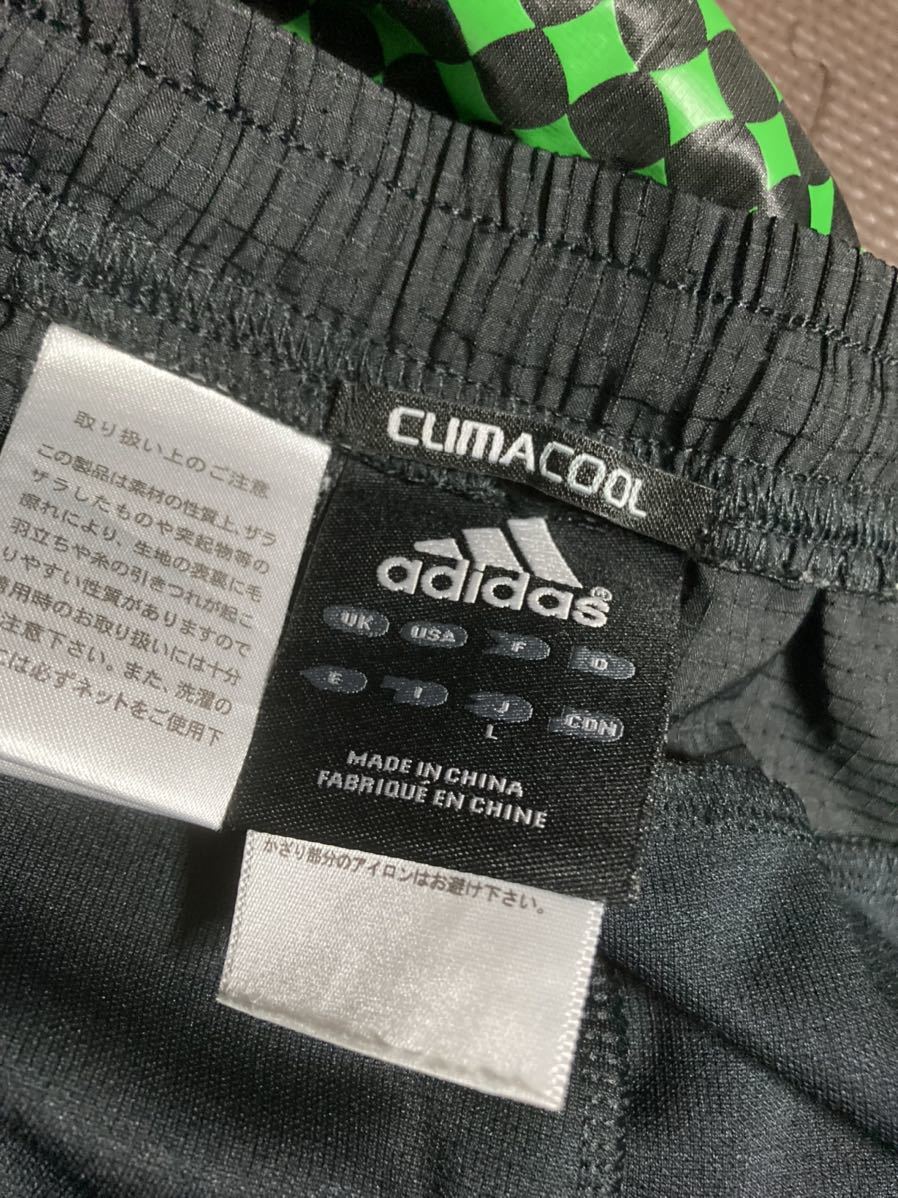 取り扱い上のご注意
この製品は素材の性質上、ザラ
ザラしたものや突起物等の
擦れにより、生地の表裏に毛
羽立ちや糸の引きつれが起こ
りやすい性質がありますので
着用時のお取り扱いには十分
注意下さい。また、洗濯の
には必ずネットをご使用下
CLIMACOOL
adidas®
UK USA F D
E I J CDN
L
MADE IN CHINA
FABRIQUÉ EN CHINE
かざり部分のアイロンはお避け下さい。